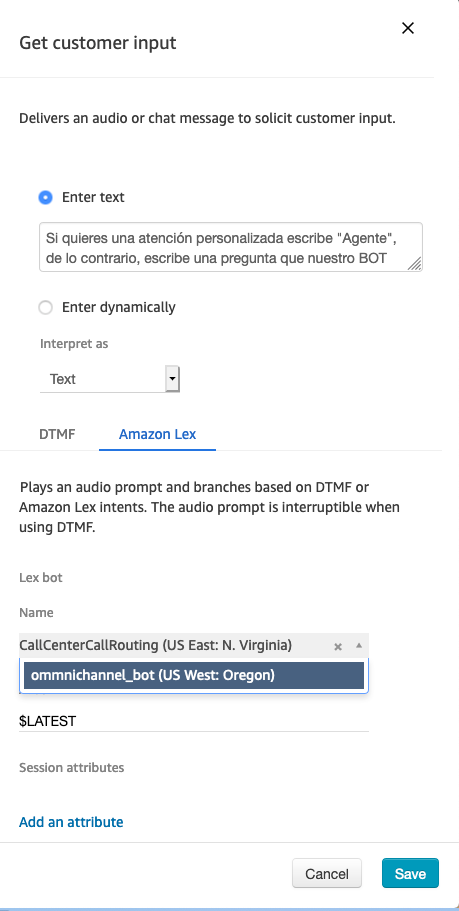 Get customer input
Delivers an audio or chat message to solicit customer input.
Enter text
Si quieres una atención personalizada escribe "Agente",
de lo contrario, escribe una pregunta que nuestro BOT
Enter dynamically
Interpret as
Text
DTMF
Amazon Lex
Plays an audio prompt and branches based on DTMF or
Amazon Lex intents. The audio prompt is interruptible when
using DTMF.
Lex bot
Name
CallCenterCallRouting (US East: N. Virginia)
ommnichannel_bot (US West: Oregon)
$LATEST
Session attributes
Add an attribute
Cancel
Save